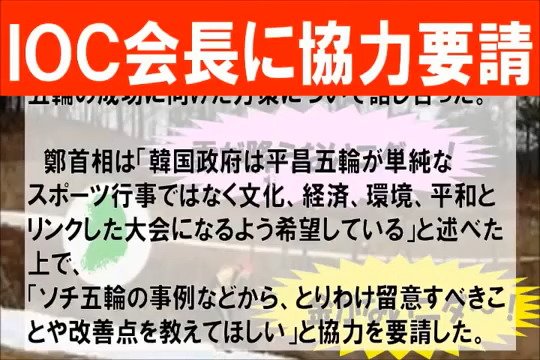 IOC会長に協力要請
五輪の成功に向けた方策について話し合った。
鄭首相は「韓国政府は平昌五輪が単純な
スポーツ行事ではなく文化、経済、環境、平和と
リンクした大会になるよう希望している」と述べた
上で、
「ソチ五輪の事例などから、とりわけ留意すべきこ
とや改善点を教えてほしい」と協力を要請した。